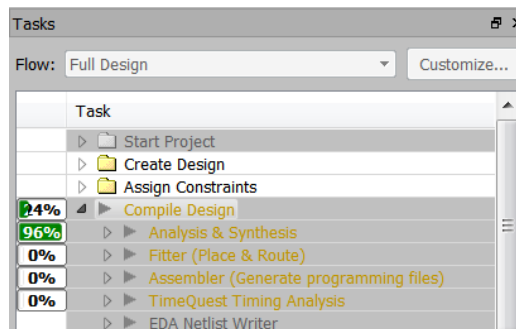 Tasks
Flow: Full Design Customize...
Task
Start Project
Create Design
Assign Constraints
24% Compile Design
96% Analysis & Synthesis
0% Fitter (Place & Route)
0% Assembler (Generate programming files)
0% TimeQuest Timing Analysis
EDA Netlist Writer